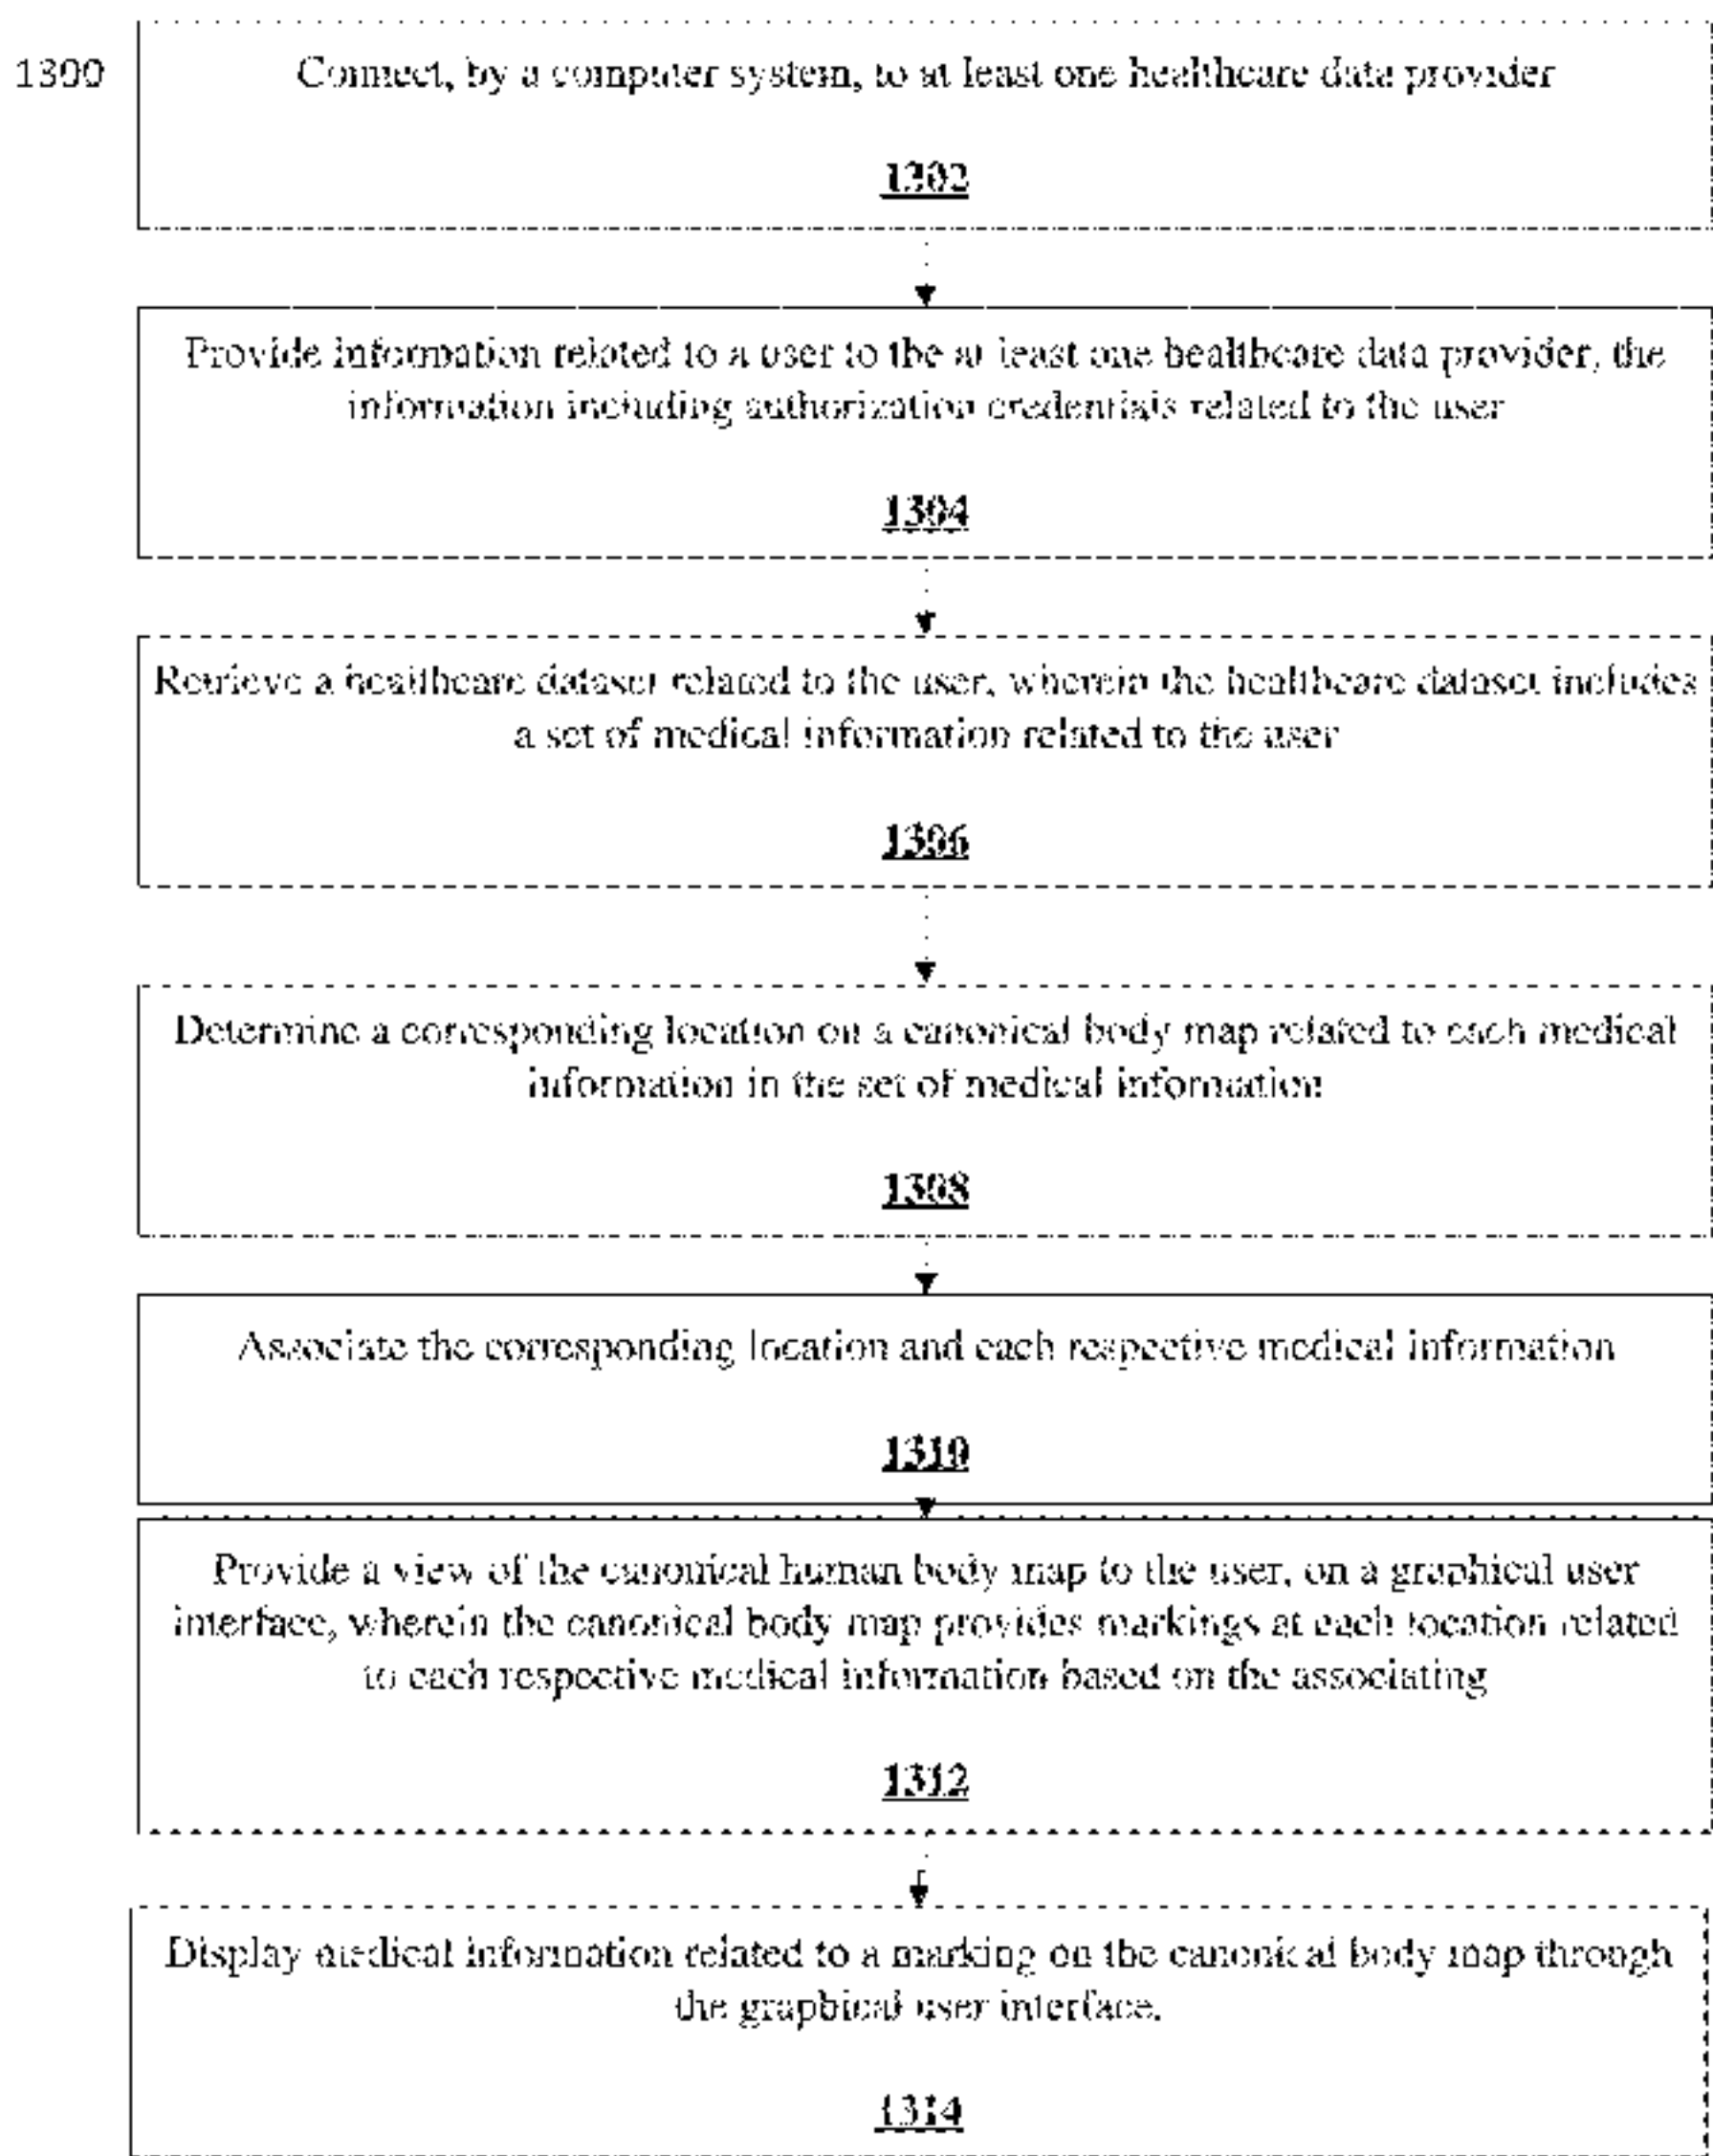 1300
Connect, by a computer system, to at least one healthcare data provider
1302
Provide information related to a user to the at least one healthcare data provider, the
information including authorization credentials related to the user
1304
Retrieve a healthcare dataset related to the user, wherein the healthcare dataset includes
a set of medical information related to the user
1306
Determine a corresponding location on a canonical body map related to each medical
information in the set of medical information
1308
Associate the corresponding location and each respective medical information
1310
Provide a view of the canonical human body map to the user, on a graphical user
interface, wherein the canonical body map provides markings at each location related
to each respective medical information based on the associating
1312
Display medical information related to a marking on the canonical body map through
the graphical user interface.
1314